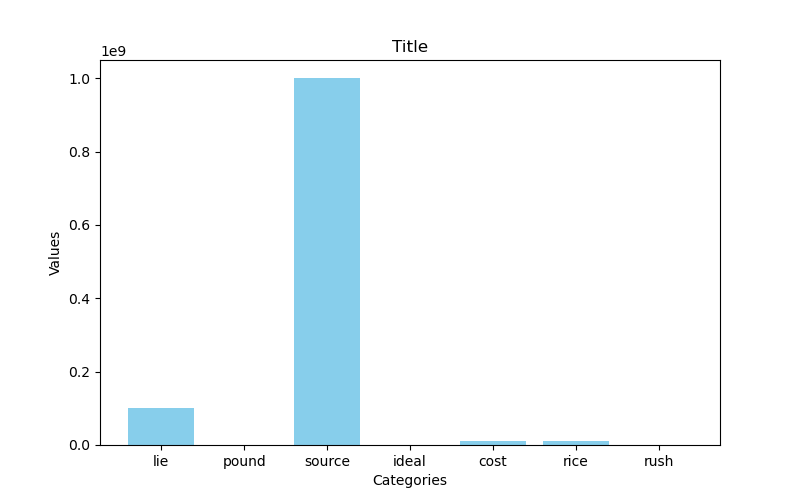 Title
1e9
1.0
0.8
0.6
0.4
0.2
0.0
Values
lie pound source ideal cost rice rush
Categories